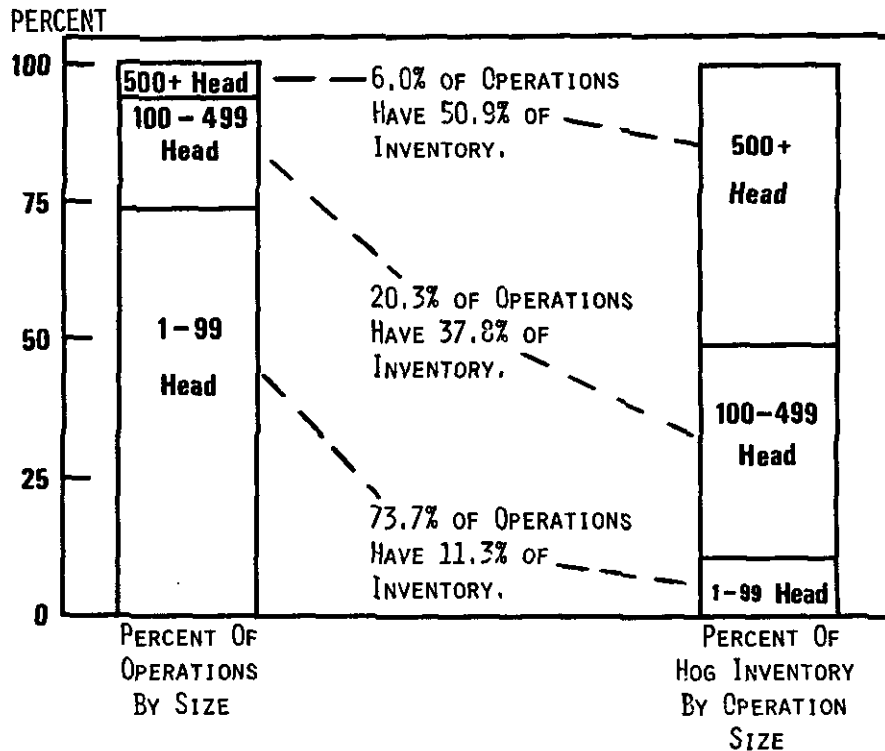 PERCENT
100
75
50
25
0
500+ Head
100-499
Head
1-99
Head
6.0% OF OPERATIONS
HAVE 50.9% OF
INVENTORY.
20.3% OF OPERATIONS
HAVE 37.8% OF
INVENTORY.
73.7% OF OPERATIONS
HAVE 11.3% OF
INVENTORY.
500+
Head
100-499
Head
1-99 Head
PERCENT OF
OPERATIONS
BY SIZE
PERCENT OF
HOG INVENTORY
BY OPERATION
SIZE